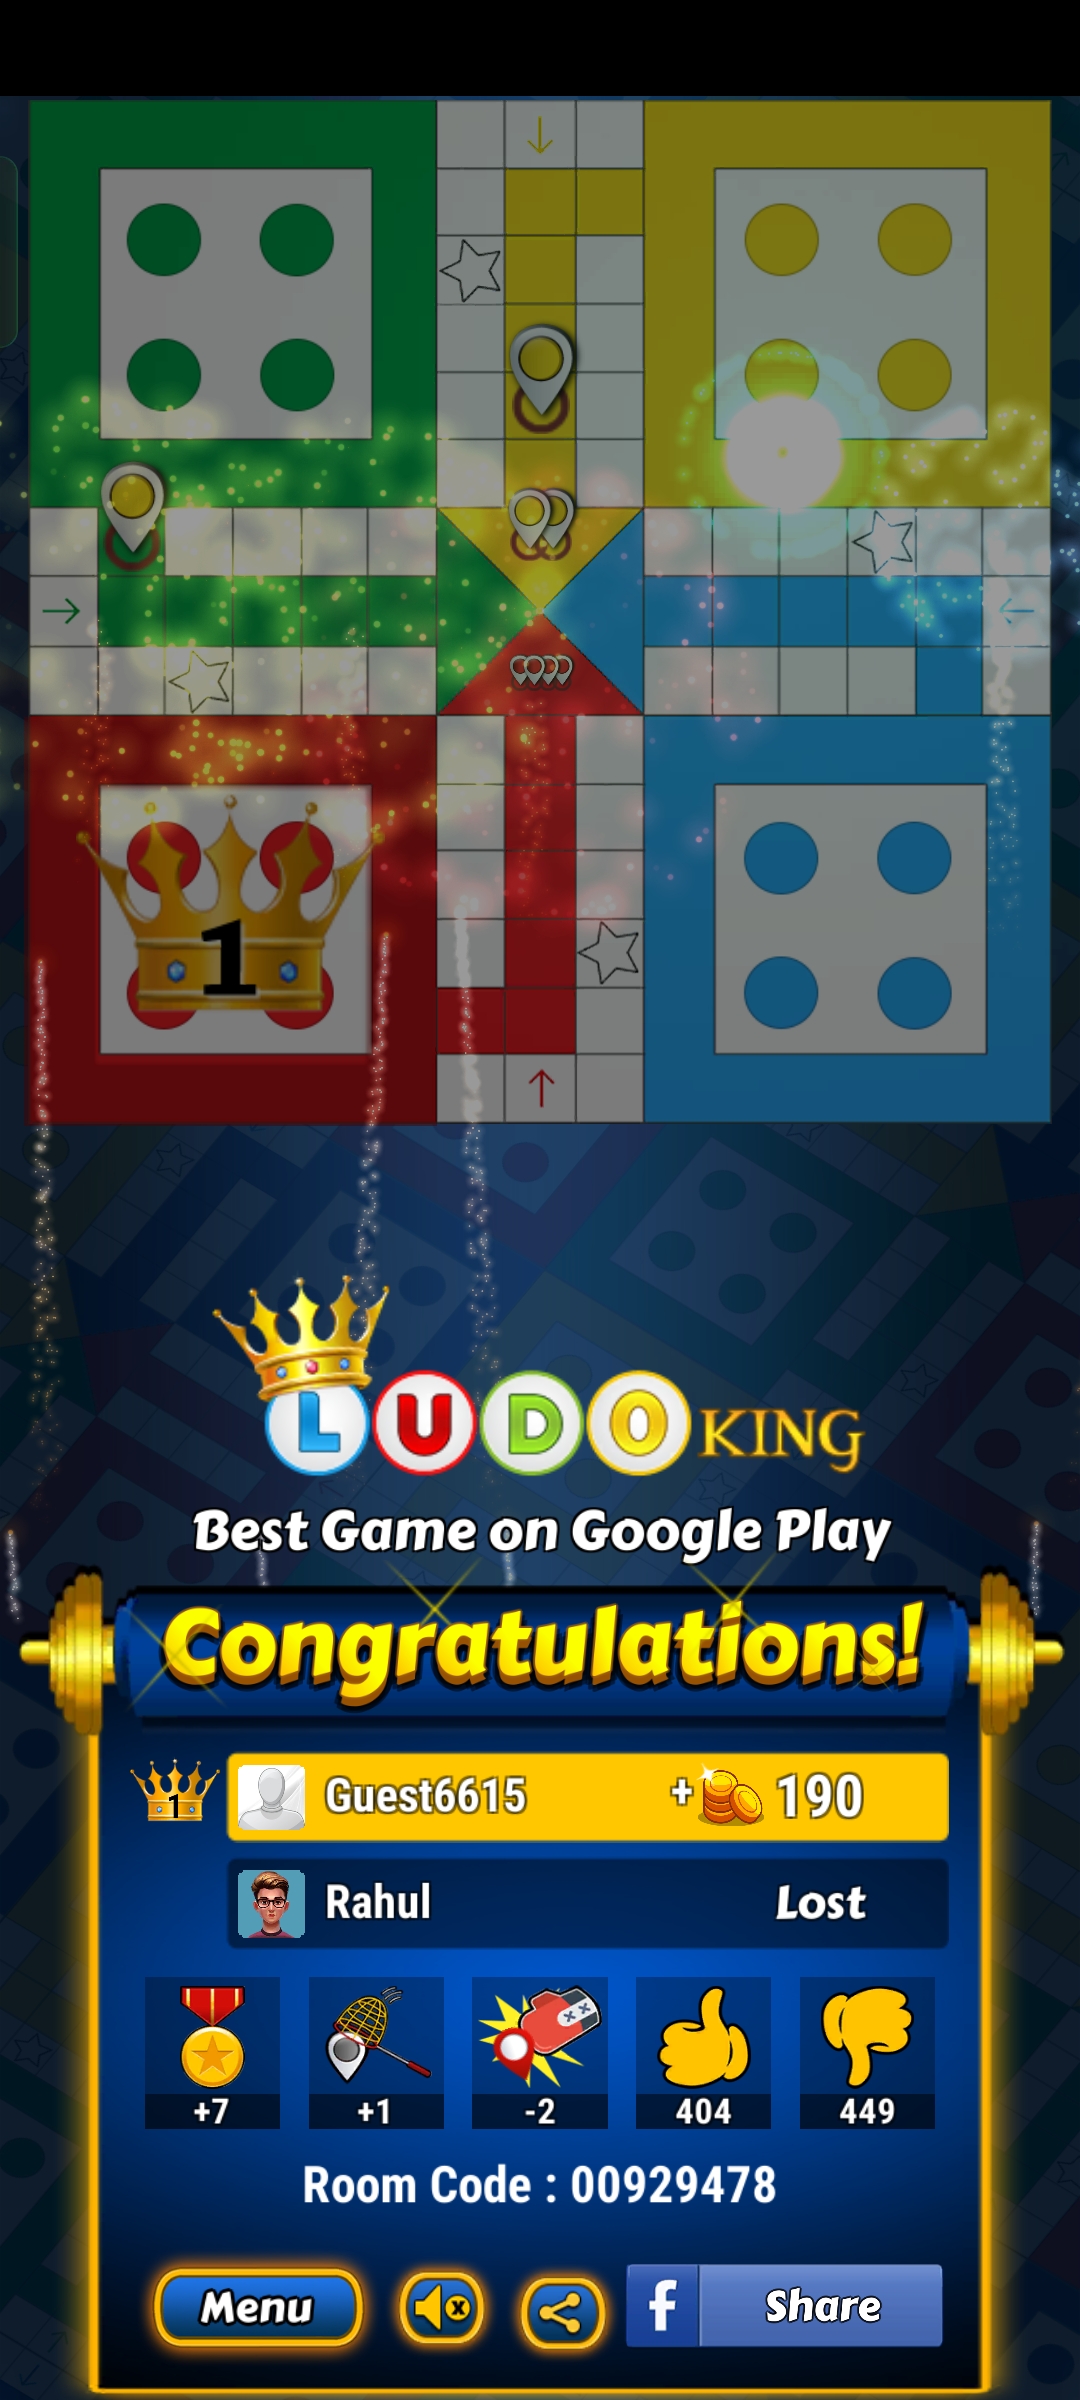 1
LUDO KING
Best Game on Google Play
Congratulations!
1 Guest6615 + 190
Rahul Lost
+7 +1 -2 404 449
Room Code : 00929478
Menu f Share